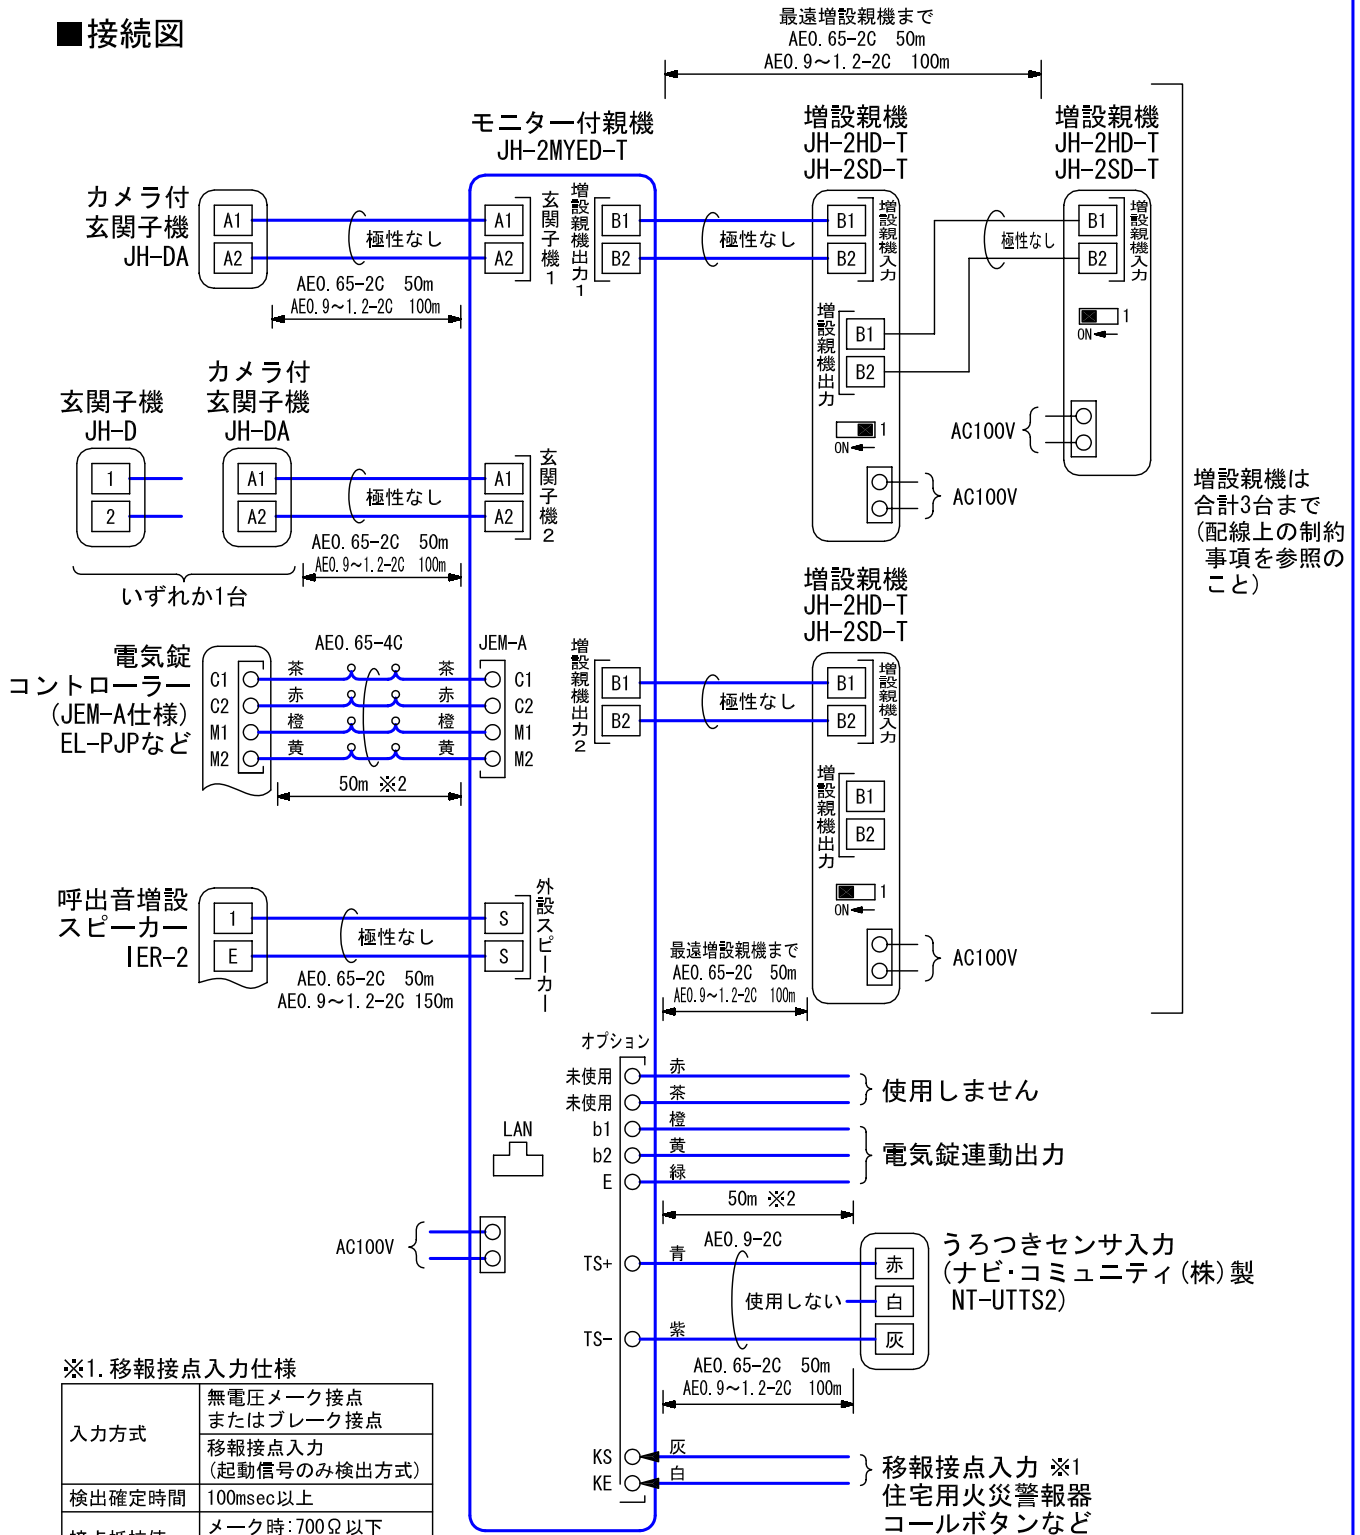 ■接続図
最遠増設親機まで
AE0.65-2C 50m
AE0.9～1.2-2C 100m
モニター付親機
JH-2MYED-T
増設親機
JH-2HD-T
JH-2SD-T
増設親機
JH-2HD-T
JH-2SD-T
カメラ付
玄関子機
JH-DA
A1
A2
極性なし
AE0.65-2C 50m
AE0.9～1.2-2C 100m
A1
A2
玄関子機1
増設親機出力1
B1
B2
極性なし
B1
B2
増設親機入力
増設親機出力
B1
B2
1
ON←
AC100V
極性なし
B1
B2
増設親機入力
1
ON←
AC100V
増設親機は
合計3台まで
(配線上の制約
事項を参照の
こと)
玄関子機
JH-D
1
2
カメラ付
玄関子機
JH-DA
A1
A2
極性なし
AE0.65-2C 50m
AE0.9～1.2-2C 100m
いずれか1台
A1
A2
玄関子機2
電気錠
コントローラー
(JEM-A仕様)
EL-PJPなど
C1
C2
M1
M2
AE0.65-4C
茶 茶
赤 赤
橙 橙
黄 黄
50m ※2
JEM-A
C1
C2
M1
M2
増設親機出力2
B1
B2
極性なし
増設親機
JH-2HD-T
JH-2SD-T
B1
B2
増設親機入力
増設親機出力
B1
B2
1
ON←
AC100V
最遠増設親機まで
AE0.65-2C 50m
AE0.9～1.2-2C 100m
呼出音増設
スピーカー
IER-2
1
E
極性なし
AE0.65-2C 50m
AE0.9～1.2-2C 150m
S
S
外設スピーカー
オプション
未使用 赤
未使用 茶
使用しません
b1 橙
b2 黄
E 緑
電気錠連動出力
50m ※2
LAN
AC100V
TS+ 青
TS- 紫
AE0.9-2C
使用しない
赤
白
灰
うろつきセンサ入力
(ナビ・コミュニティ(株)製
NT-UTTS2)
AE0.65-2C 50m
AE0.9～1.2-2C 100m
KS 灰
KE 白
移報接点入力 ※1
住宅用火災警報器
コールボタンなど
※1.移報接点入力仕様
入力方式
無電圧メーク接点
またはブレーク接点
移報接点入力
(起動信号のみ検出方式)
検出確定時間 100msec以上
メーク時:700Ω以下